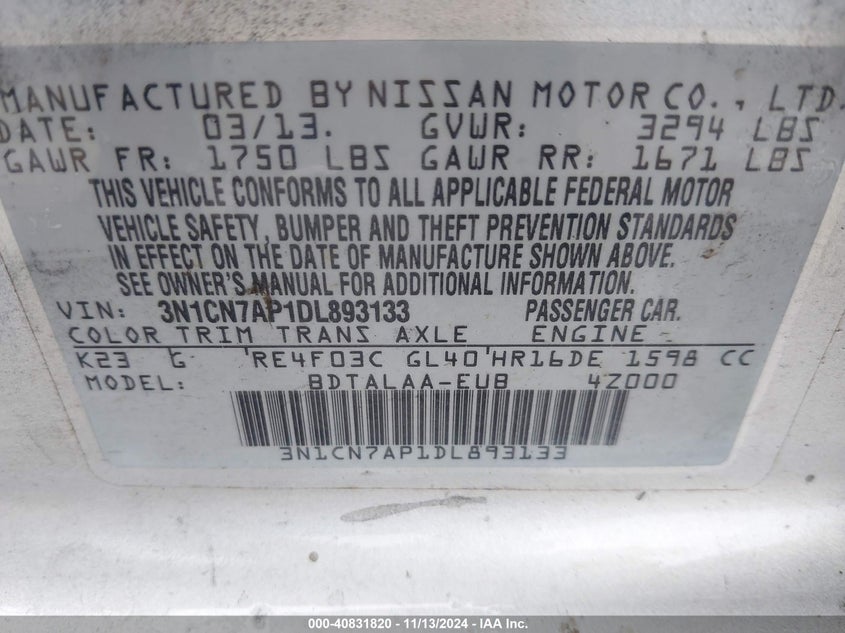 MANUFACTURED BY NISSAN MOTOR CO., LTD.
DATE: 03/13. GVWR: 3294 LBS
GAWR FR: 1750 LBS GAWR RR: 1671 LBS
THIS VEHICLE CONFORMS TO ALL APPLICABLE FEDERAL MOTOR
VEHICLE SAFETY, BUMPER AND THEFT PREVENTION STANDARDS
IN EFFECT ON THE DATE OF MANUFACTURE SHOWN ABOVE.
SEE OWNER'S MANUAL FOR ADDITIONAL INFORMATION.
VIN: 3N1CN7AP1DL893133 PASSENGER CAR.
COLOR TRIM TRANS AXLE ENGINE
K23 G 'RE4F03C GL40'HR16DE 1598 CC
MODEL: BDTALAA-EUB 4Z000
3N1CN7AP1DL893133
000-40831820 - 11/13/2024 - IAA Inc.